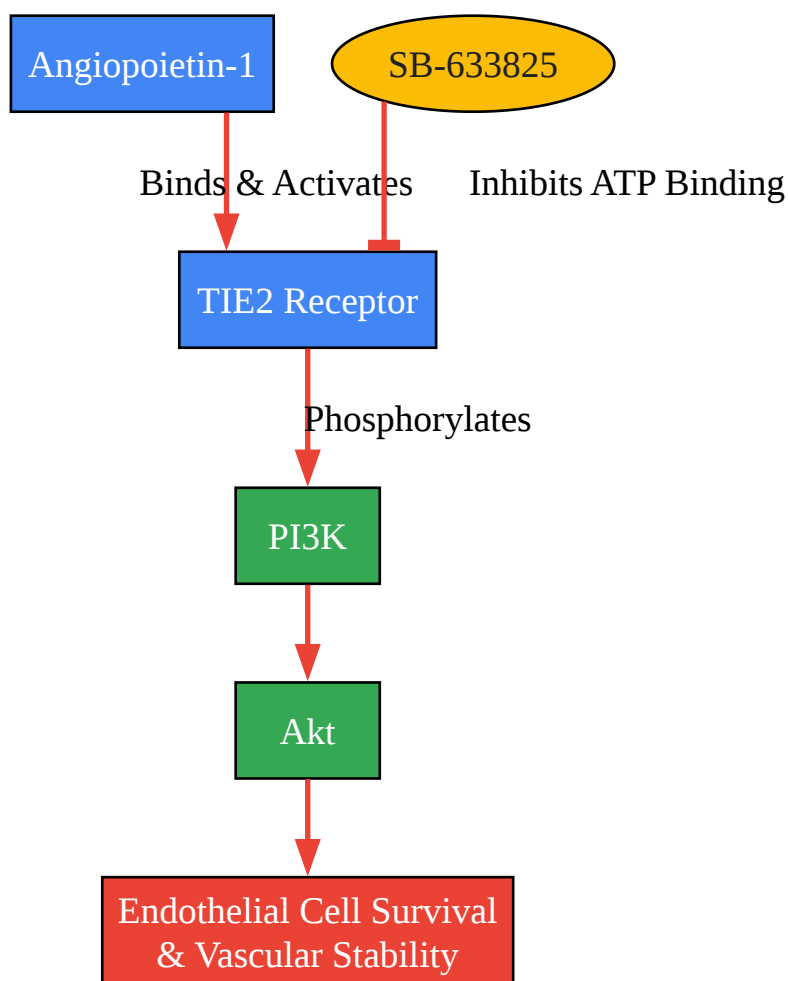 Angiopoietin-1
SB-633825
Binds & Activates
Inhibits ATP Binding
TIE2 Receptor
Phosphorylates
PI3K
Akt
Endothelial Cell Survival
& Vascular Stability